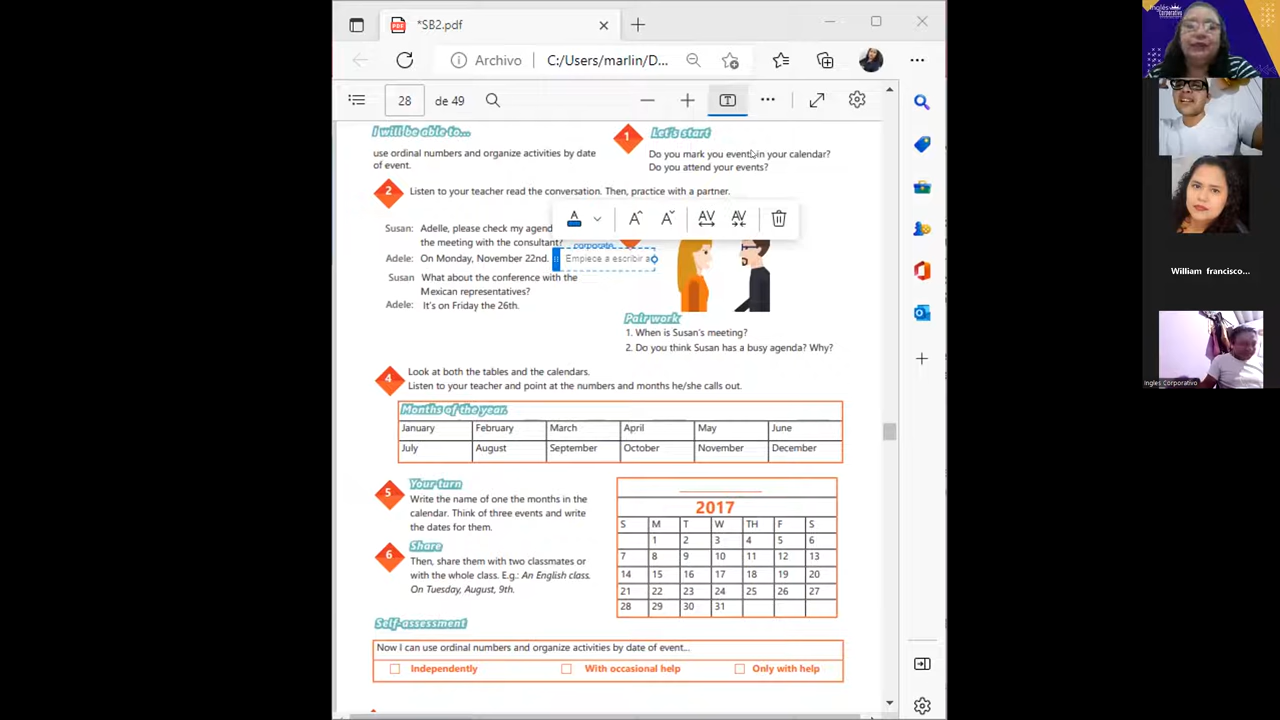 *SB2.pdf
Archivo
C:/Users/marlin/D...
28
de 49
I will be able to...
use ordinal numbers and organize activities by date
of event.
1
Let's start
Do you mark you events in your calendar?
Do you attend your events?
2
Listen to your teacher read the conversation. Then, practice with a partner.
Susan: Adelle, please check my agend
the meeting with the consultant?
Adele: On Monday, November 22nd.
Susan What about the conference with the
Mexican representatives?
Adele: It's on Friday the 26th.
corporate
Empiece a escribir a
Pair work
1. When is Susan's meeting?
2. Do you think Susan has a busy agenda? Why?
4
Look at both the tables and the calendars.
Listen to your teacher and point at the numbers and months he/she calls out.
Months of the year.
January February March April May June
July August September October November December
5
Your turn
Write the name of one the months in the
calendar. Think of three events and write
the dates for them.
6
Share
Then, share them with two classmates or
with the whole class. E.g.: An English class.
On Tuesday, August, 9th.
2017
S M T W TH F S
1 2 3 4 5 6
7 8 9 10 11 12 13
14 15 16 17 18 19 20
21 22 23 24 25 26 27
28 29 30 31
Self-assessment
Now I can use ordinal numbers and organize activities by date of event...
Independently
With occasional help
Only with help
Inglés
Corporativo
William francisco...
Inglés Corporativo